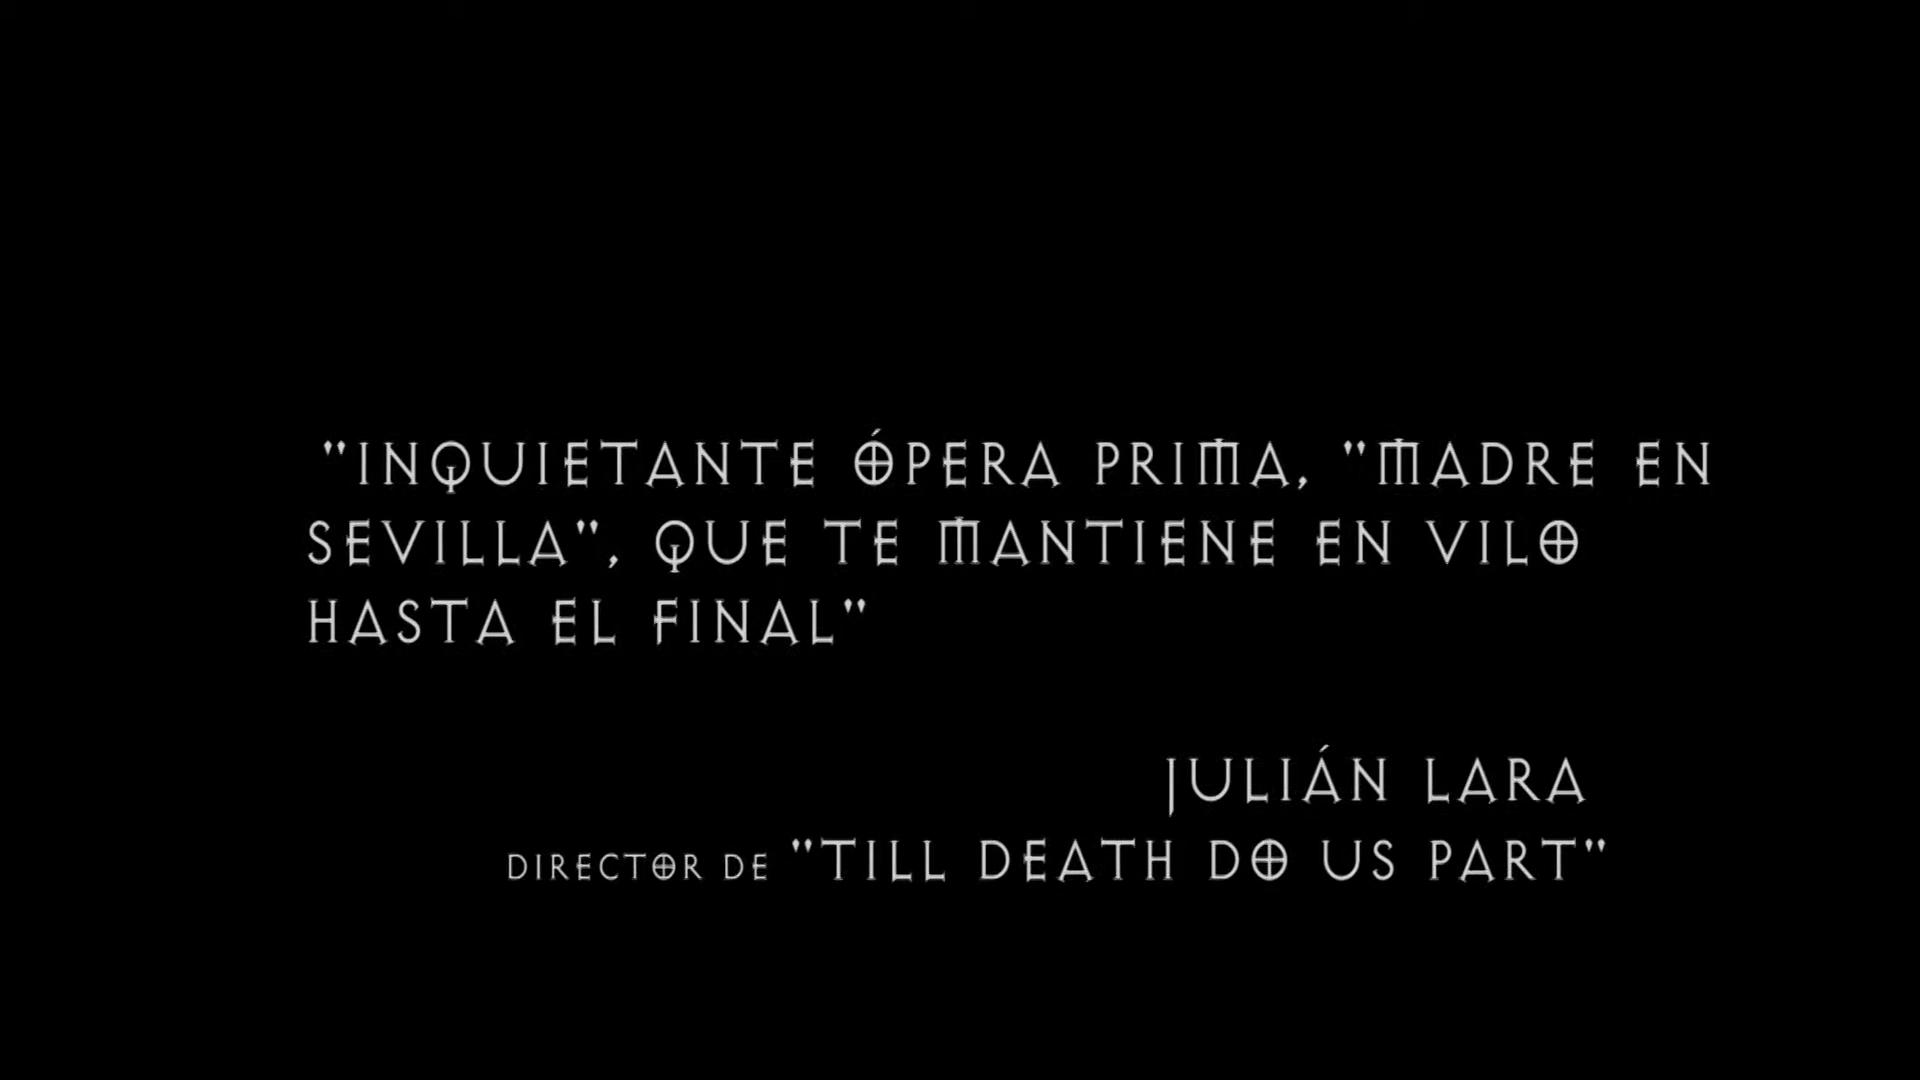 "INQUIETANTE ÓPERA PRIMA, "MADRE EN
SEVILLA", QUE TE MANTIENE EN VILO
HASTA EL FINAL"
JULIÁN LARA
DIRECTOR DE "TILL DEATH DO US PART"